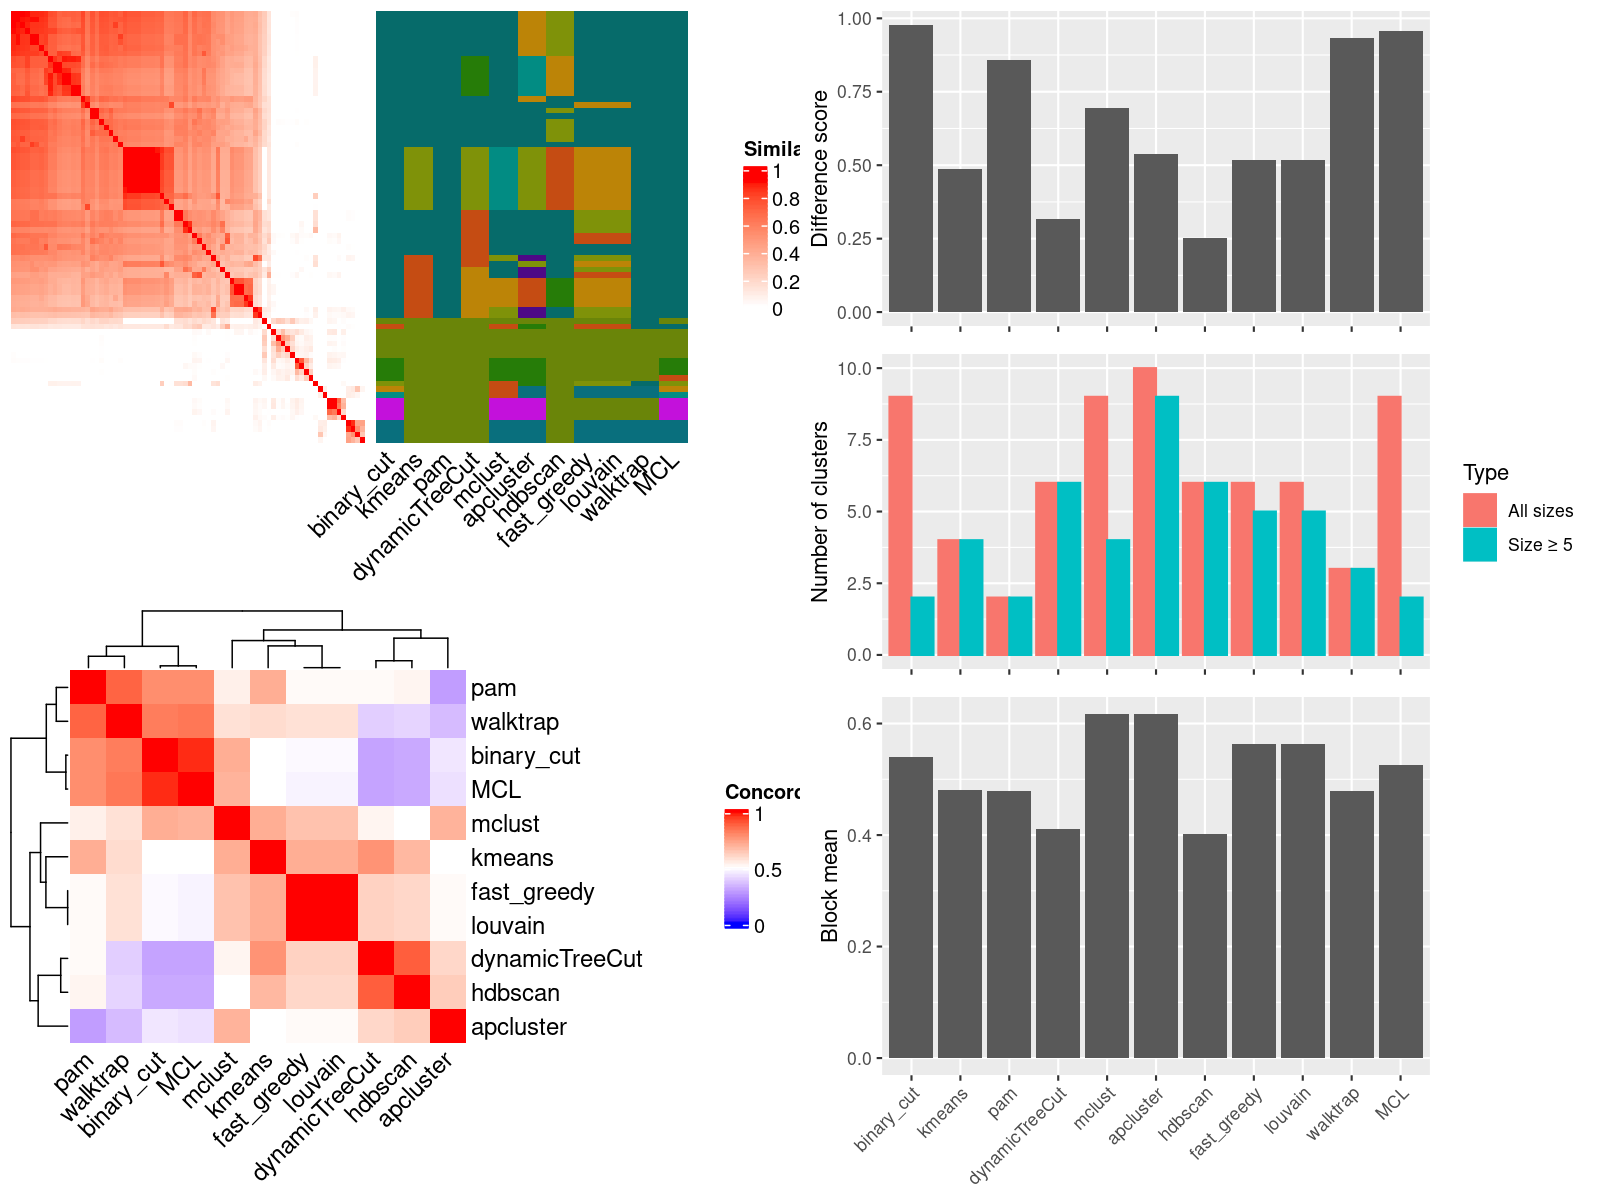 Simila
1
0.8
0.6
0.4
0.2
0
binary_cut
kmeans
pam
dynamicTreeCut
mclust
apcluster
hdbscan
fast_greedy
louvain
walktrap
MCL
pam
walktrap
binary_cut
MCL
mclust
kmeans
fast_greedy
louvain
dynamicTreeCut
hdbscan
apcluster
pam
walktrap
binary_cut
MCL
mclust
kmeans
fast_greedy
louvain
dynamicTreeCut
hdbscan
apcluster
Concord
1
0.5
0
Difference score
1.00
0.75
0.50
0.25
0.00
Number of clusters
10.0
7.5
5.0
2.5
0.0
Type
All sizes
Size ≥ 5
Block mean
0.6
0.4
0.2
0.0
binary_cut
kmeans
pam
dynamicTreeCut
mclust
apcluster
hdbscan
fast_greedy
louvain
walktrap
MCL